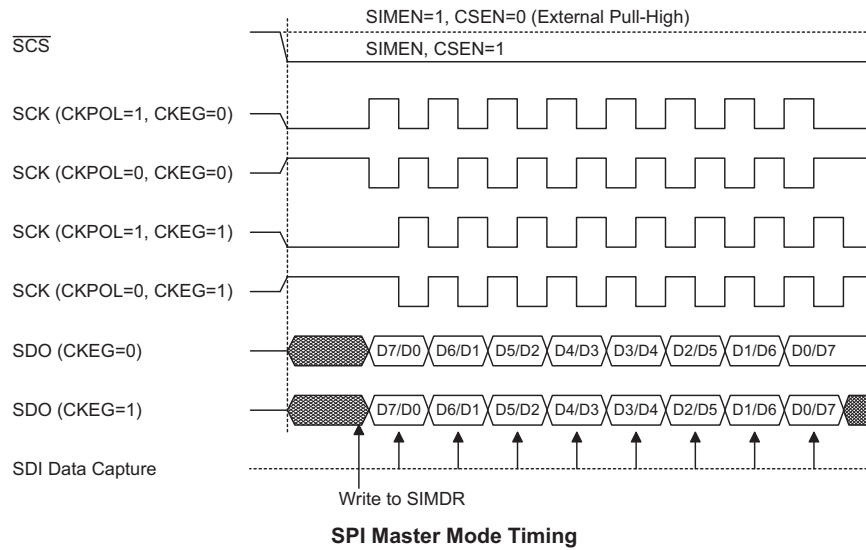 SIMEN=1, CSEN=0 (External Pull-High)
SCS
SIMEN, CSEN=1
SCK (CKPOL=1, CKEG=0)
SCK (CKPOL=0, CKEG=0)
SCK (CKPOL=1, CKEG=1)
SCK (CKPOL=0, CKEG=1)
SDO (CKEG=0) D7/D0 D6/D1 D5/D2 D4/D3 D3/D4 D2/D5 D1/D6 D0/D7
SDO (CKEG=1) D7/D0 D6/D1 D5/D2 D4/D3 D3/D4 D2/D5 D1/D6 D0/D7
SDI Data Capture
Write to SIMDR
SPI Master Mode Timing